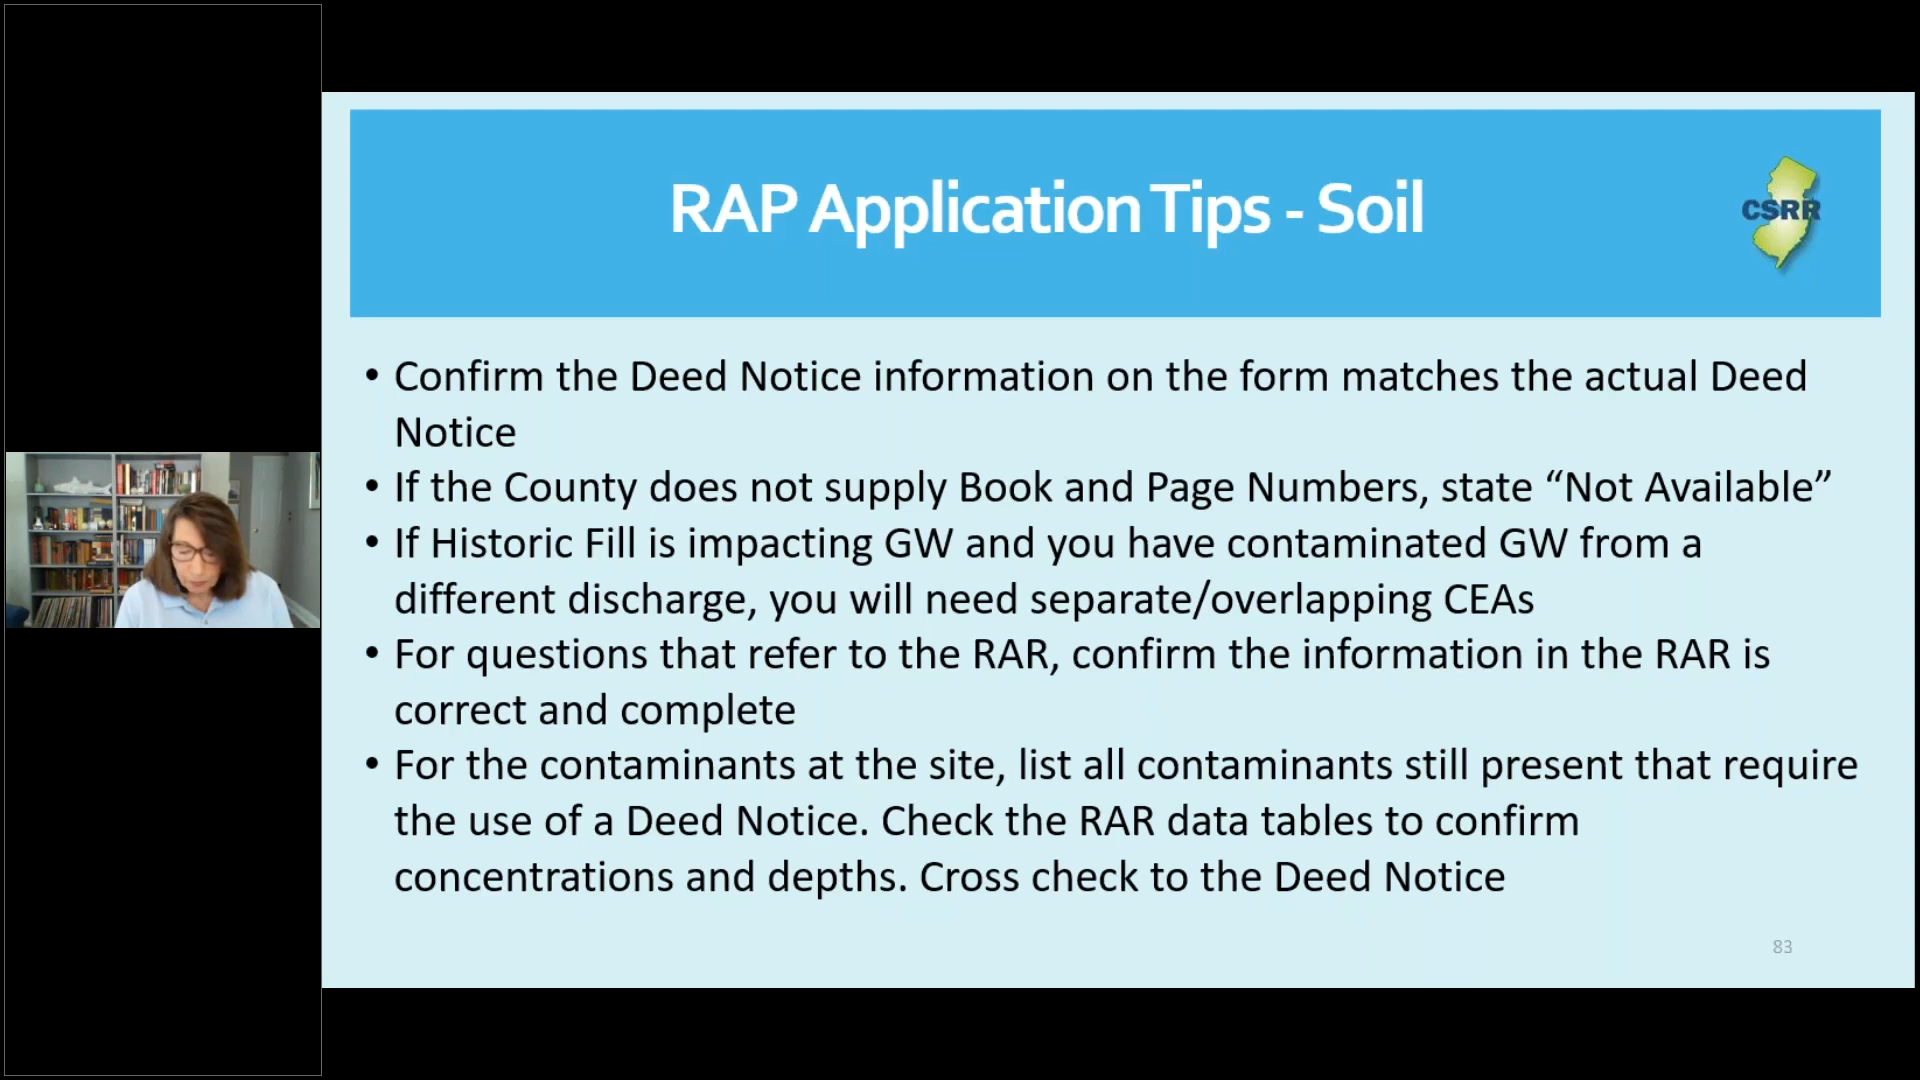 RAP Application Tips - Soil
CSRR
• Confirm the Deed Notice information on the form matches the actual Deed
Notice
• If the County does not supply Book and Page Numbers, state “Not Available”
• If Historic Fill is impacting GW and you have contaminated GW from a
different discharge, you will need separate/overlapping CEAs
• For questions that refer to the RAR, confirm the information in the RAR is
correct and complete
• For the contaminants at the site, list all contaminants still present that require
the use of a Deed Notice. Check the RAR data tables to confirm
concentrations and depths. Cross check to the Deed Notice
83